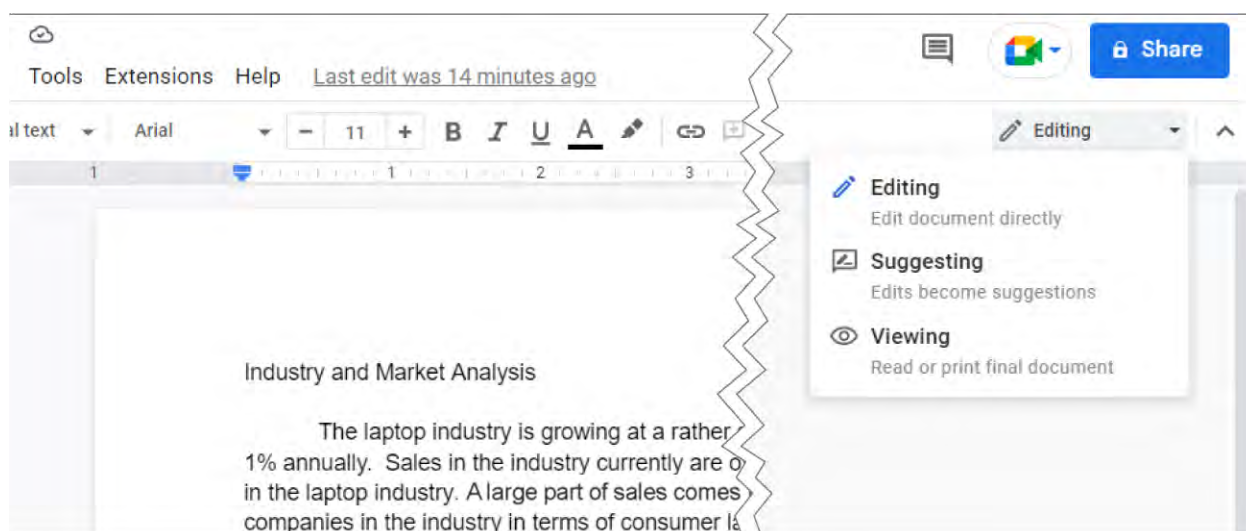 Tools Extensions Help Last edit was 14 minutes ago
Share
al text Arial - 11 + B I U A
Editing
1 1 2 3
Editing
Edit document directly
Suggesting
Edits become suggestions
Viewing
Read or print final document
Industry and Market Analysis
The laptop industry is growing at a rather
1% annually. Sales in the industry currently are
in the laptop industry. A large part of sales comes
companies in the industry in terms of consumer